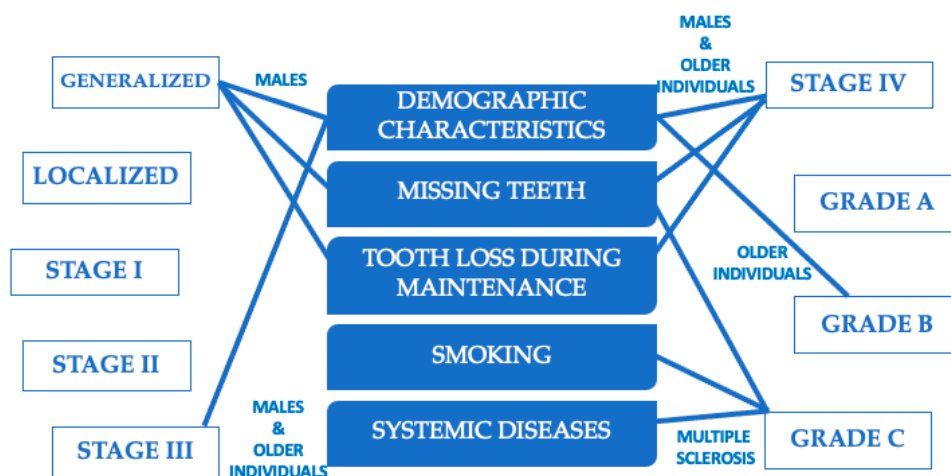 MALES
&
OLDER
INDIVIDUALS
GENERALIZED
MALES
STAGE IV
DEMOGRAPHIC
CHARACTERISTICS
LOCALIZED
MISSING TEETH
GRADE A
STAGE I
TOOTH LOSS DURING
MAINTENANCE
OLDER
INDIVIDUALS
GRADE B
STAGE II
SMOKING
MALES
&
OLDER
INDIVIDUALS
STAGE III
SYSTEMIC DISEASES
MULTIPLE
SCLEROSIS
GRADE C